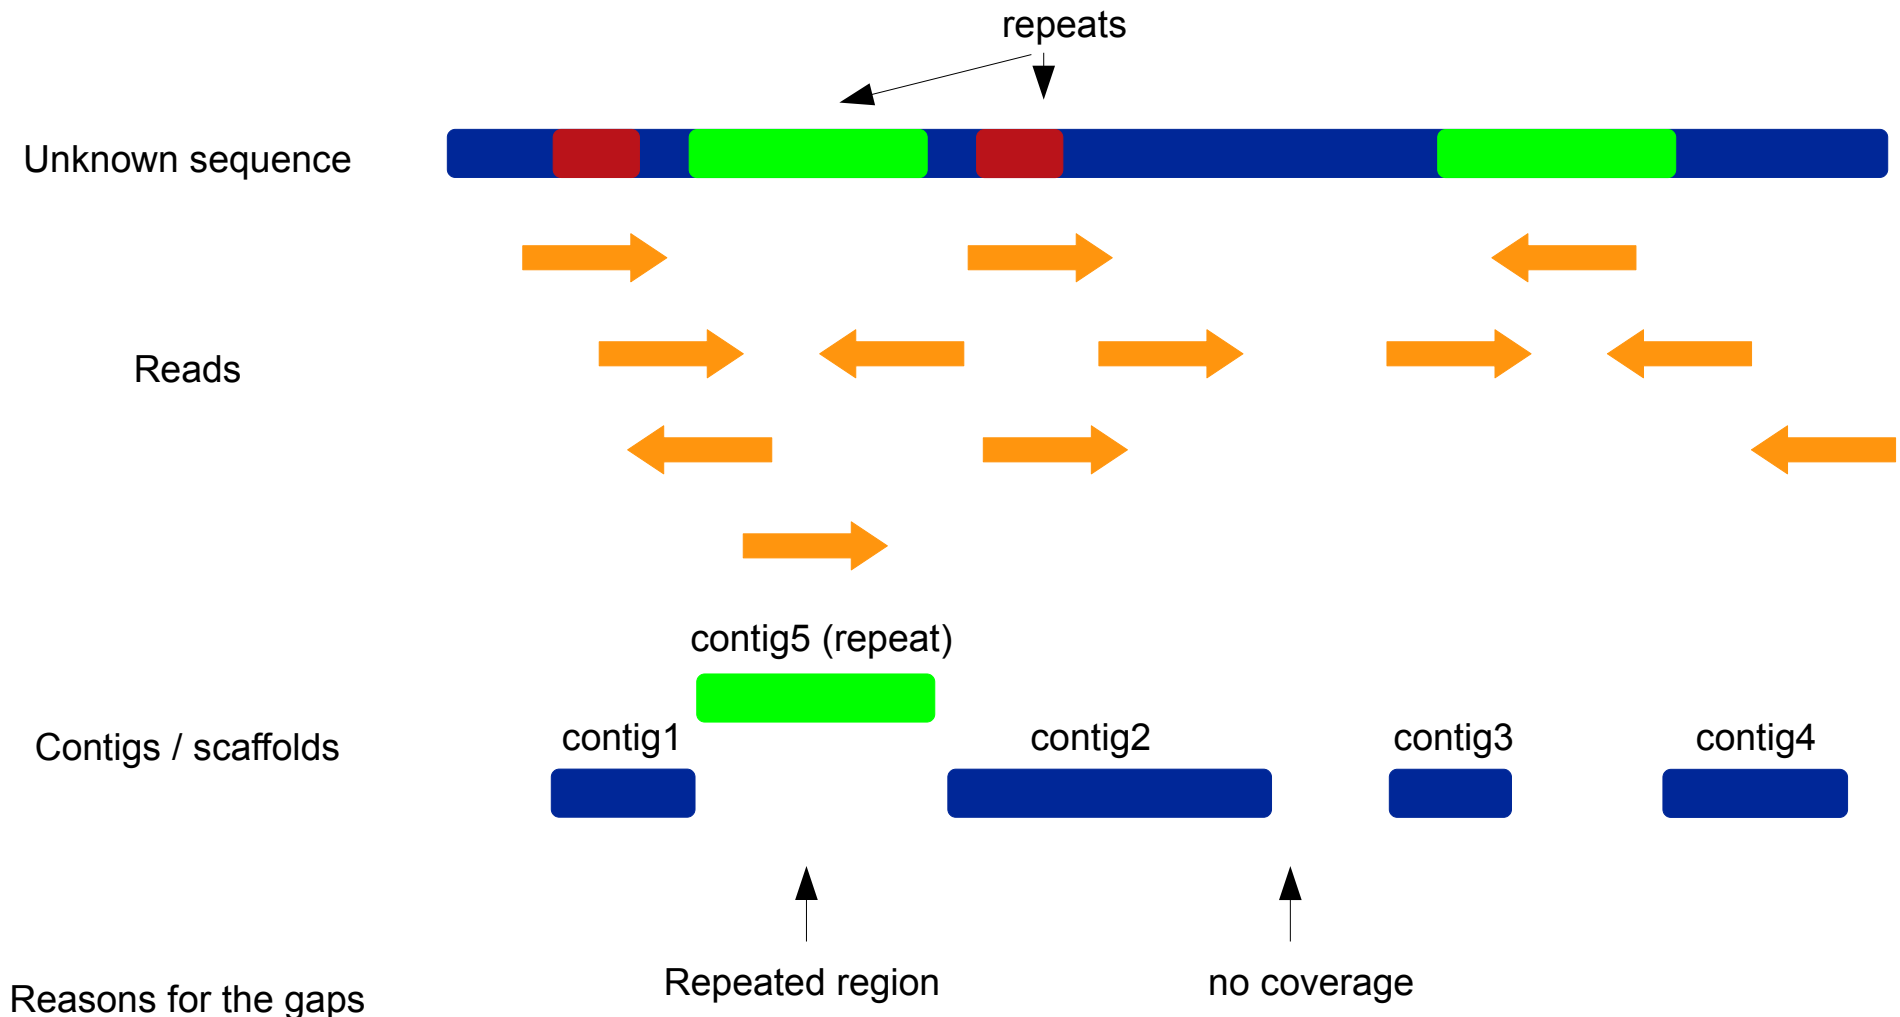 repeats
Unknown sequence
Reads
contig5 (repeat)
Contigs / scaffolds
contig1
contig2
contig3
contig4
Repeated region
no coverage
Reasons for the gaps